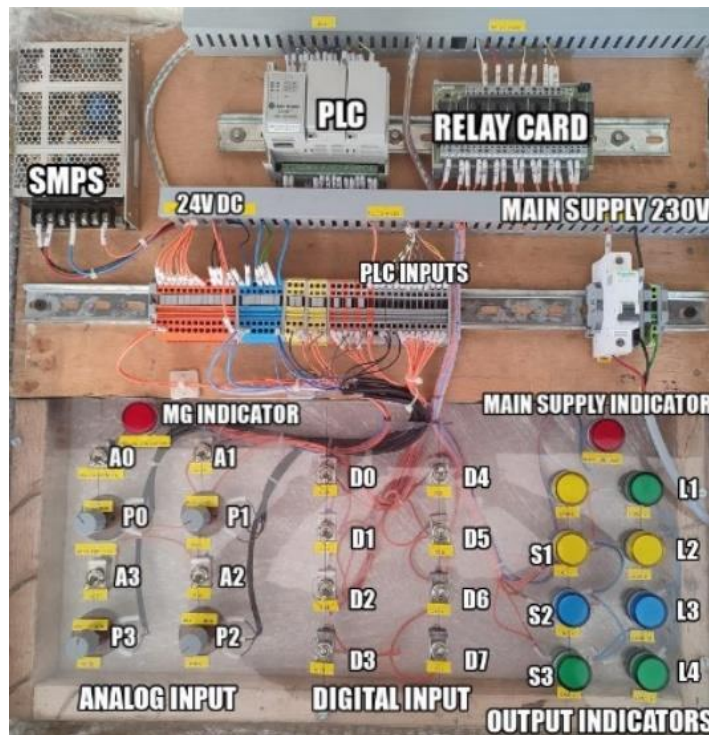 PLC
RELAY CARD
SMPS
24V DC
MAIN SUPPLY 230V
PLC INPUTS
MG INDICATOR
MAIN SUPPLY INDICATOR
A0
A1
D0
D4
L1
P0
P1
D1
D5
S1
L2
A3
A2
D2
D6
S2
L3
P3
P2
D3
D7
S3
L4
ANALOG INPUT
DIGITAL INPUT
OUTPUT INDICATORS